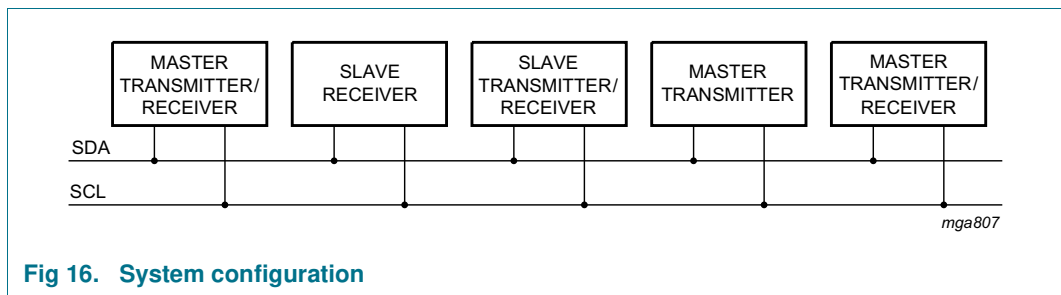 MASTER
TRANSMITTER/
RECEIVER
SLAVE
RECEIVER
SLAVE
TRANSMITTER/
RECEIVER
MASTER
TRANSMITTER
MASTER
TRANSMITTER/
RECEIVER
SDA
SCL
mga807
Fig 16. System configuration